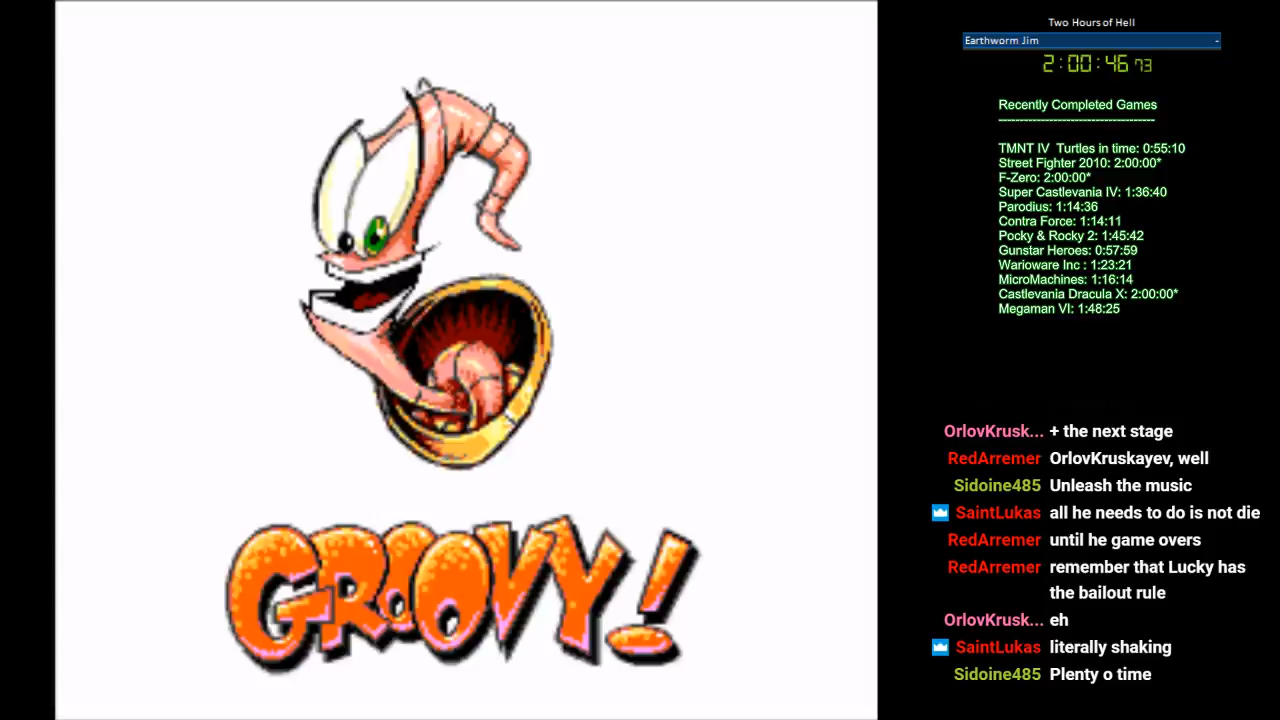 GROOVY!
Two Hours of Hell
Earthworm Jim -
2:00:46 73
Recently Completed Games
------------------------------------
TMNT IV  Turtles in time: 0:55:10
Street Fighter 2010: 2:00:00*
F-Zero: 2:00:00*
Super Castlevania IV: 1:36:40
Parodius: 1:14:36
Contra Force: 1:14:11
Pocky & Rocky 2: 1:45:42
Gunstar Heroes: 0:57:59
Warioware Inc : 1:23:21
MicroMachines: 1:16:14
Castlevania Dracula X: 2:00:00*
Megaman VI: 1:48:25
OrlovKrusk... + the next stage
RedArremer OrlovKruskayev, well
Sidoine485 Unleash the music
SaintLukas all he needs to do is not die
RedArremer until he game overs
RedArremer remember that Lucky has
the bailout rule
OrlovKrusk... eh
SaintLukas literally shaking
Sidoine485 Plenty o time